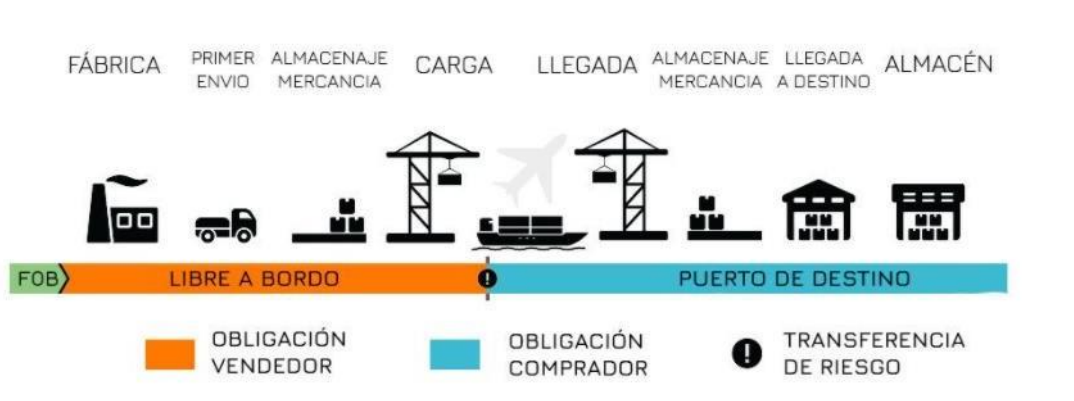 FÁBRICA
PRIMER
ENVIO
ALMACENAJE
MERCANCIA
CARGA
LLEGADA
ALMACENAJE
MERCANCIA
LLEGADA
A DESTINO
ALMACÉN
FOB
LIBRE A BORDO
!
PUERTO DE DESTINO
OBLIGACIÓN
VENDEDOR
OBLIGACIÓN
COMPRADOR
!
TRANSFERENCIA
DE RIESGO